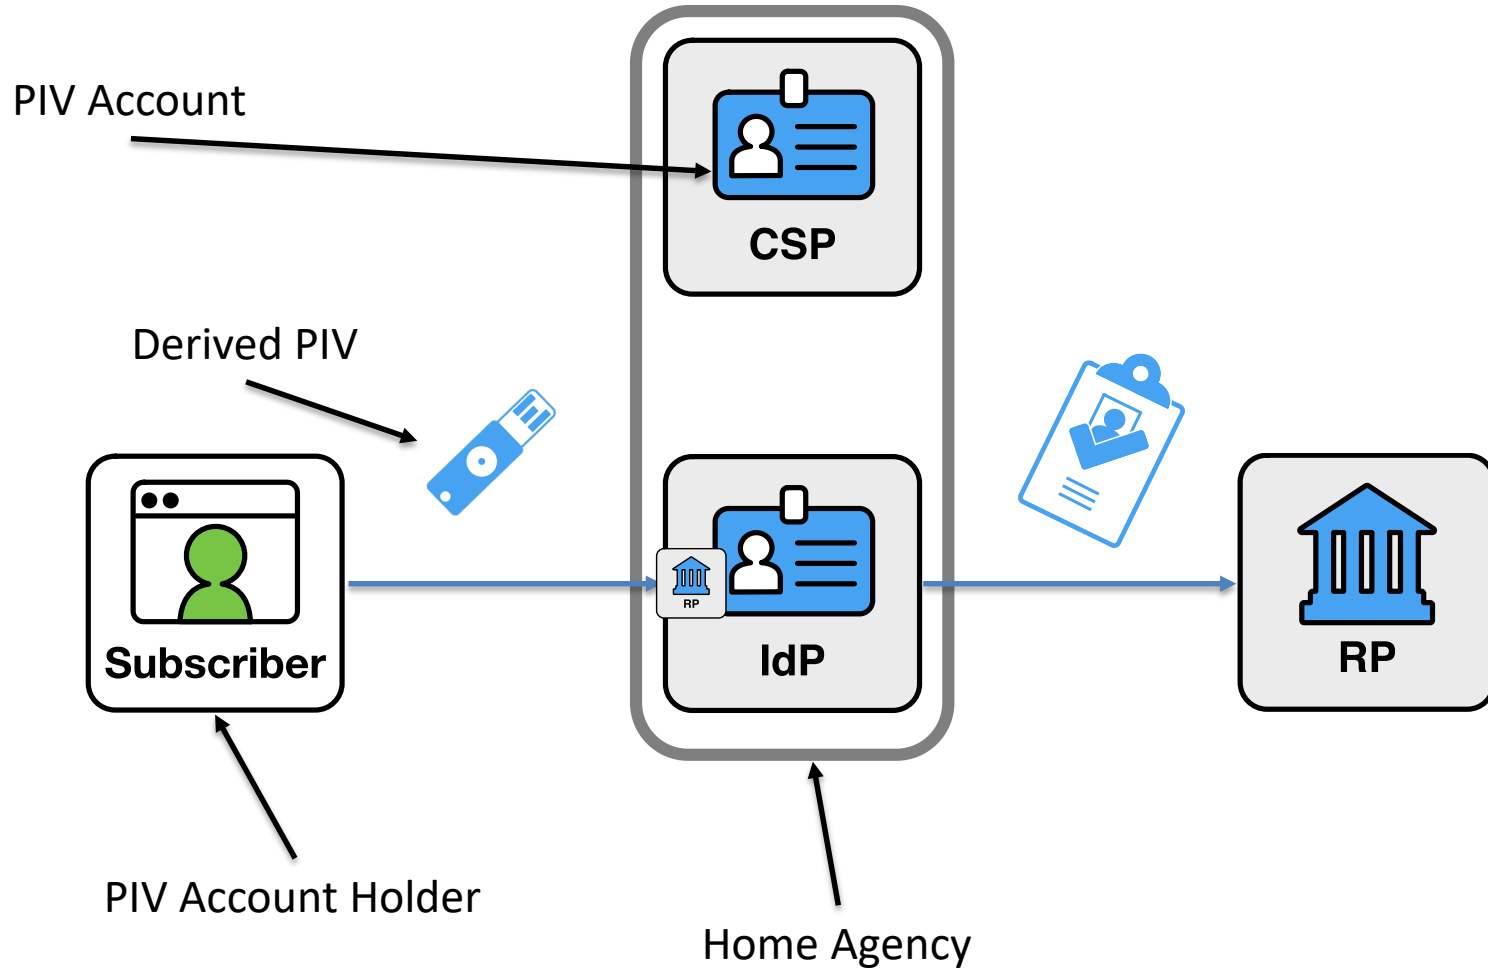 PIV Account
CSP
Derived PIV
Subscriber
RP
IdP
RP
PIV Account Holder
Home Agency